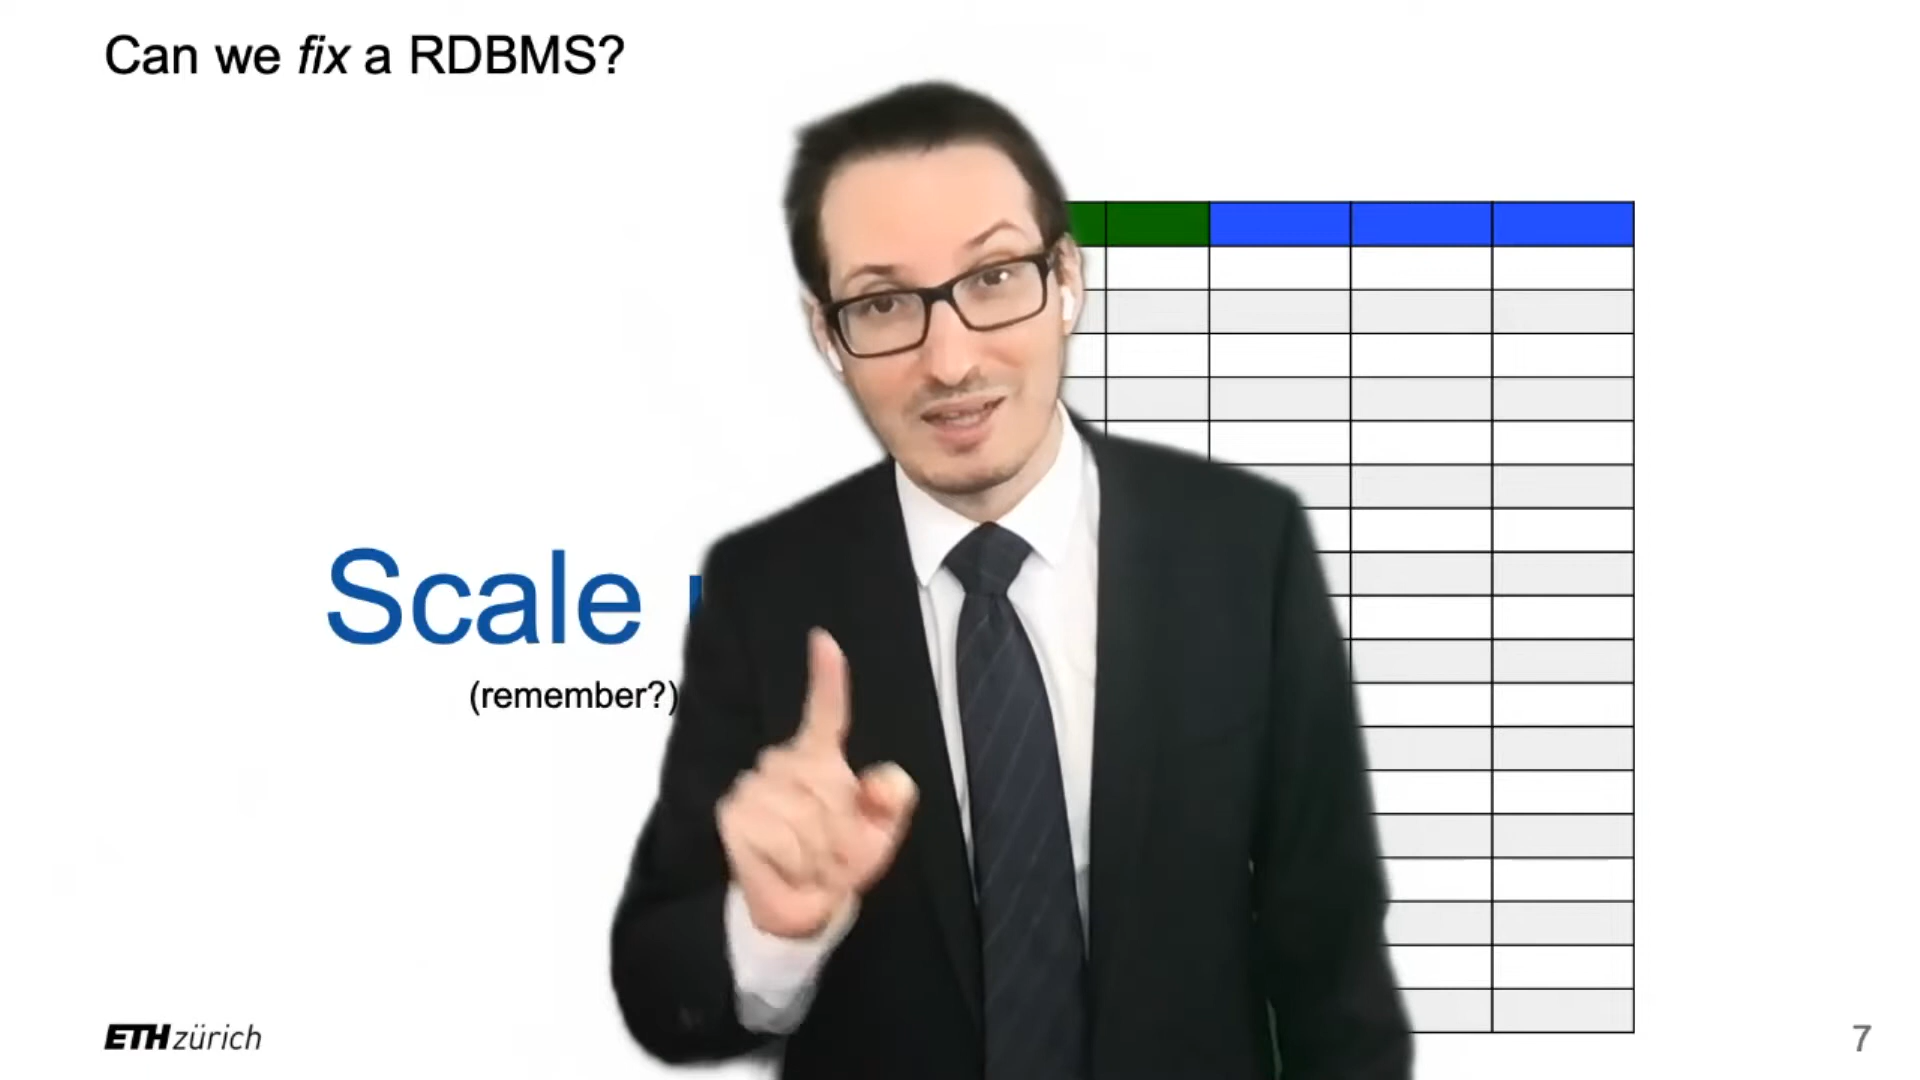 Can we fix a RDBMS?
Scale
(remember?)
ETH zürich
7